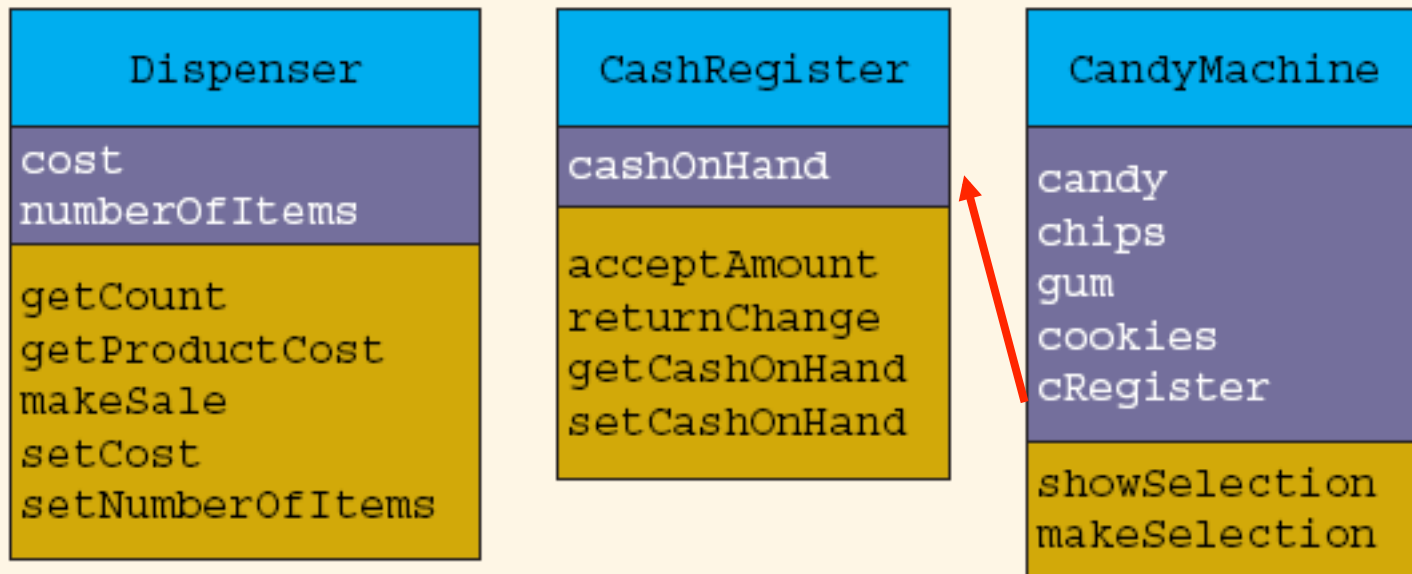 Dispenser
cost
numberOfItems
getCount
getProductCost
makeSale
setCost
setNumberOfItems
CashRegister
cashOnHand
acceptAmount
returnChange
getCashOnHand
setCashOnHand
CandyMachine
candy
chips
gum
cookies
cRegister
showSelection
makeSelection